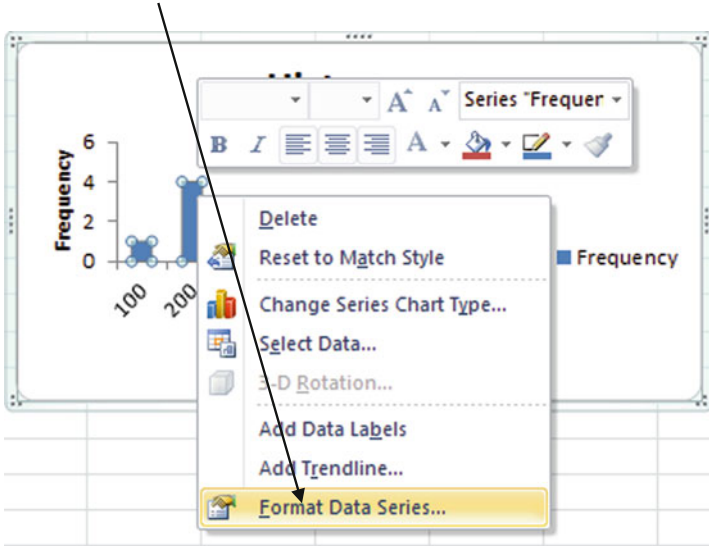 Series "Frequer
A A
B I A
Frequency
6
4
2
0
100
200
Frequency
Delete
Reset to Match Style
Change Series Chart Type...
Select Data...
3-D Rotation...
Add Data Labels
Add Trendline...
Format Data Series...